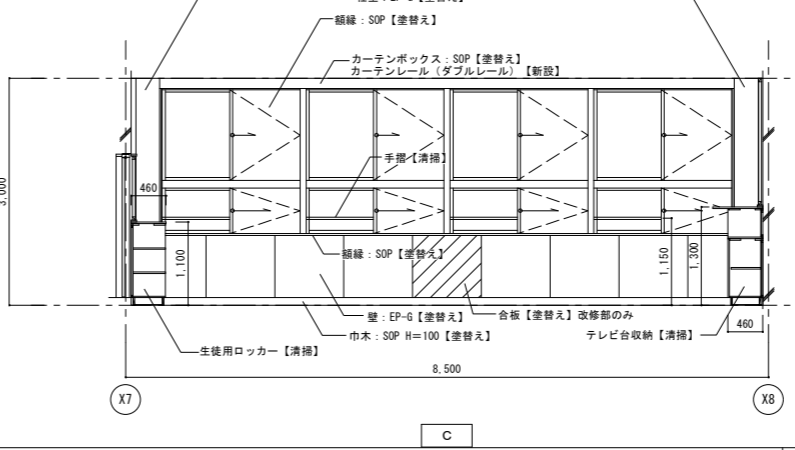 額縁：SOP【塗替え】
カーテンボックス：SOP【塗替え】
カーテンレール（ダブルレール）【新設】
3,000
手摺【清掃】
460
1,100
1,150
1,300
額縁：SOP【塗替え】
壁：EP-G【塗替え】
合板【塗替え】改修部のみ
巾木：SOP H=100【塗替え】
テレビ台収納【清掃】
460
生徒用ロッカー【清掃】
8,500
X7
X8
C